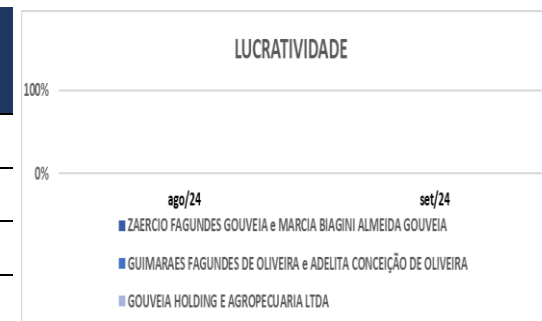 LUCRATIVIDADE
100%
0%
ago/24 set/24
ZAERCIO FAGUNDES GOUVEIA e MARCIA BIAGINI ALMEIDA GOUVEIA
GUIMARAES FAGUNDES DE OLIVEIRA e ADELITA CONCEIÇÃO DE OLIVEIRA
GOUVEIA HOLDING E AGROPECUARIA LTDA